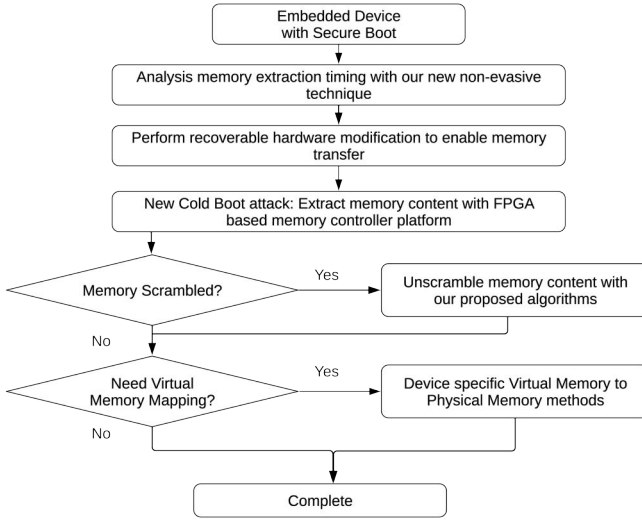 Embedded Device
with Secure Boot
Analysis memory extraction timing with our new non-evasive
technique
Perform recoverable hardware modification to enable memory
transfer
New Cold Boot attack: Extract memory content with FPGA
based memory controller platform
Memory Scrambled?
Yes
Unscramble memory content with
our proposed algorithms
No
Need Virtual
Memory Mapping?
Yes
Device specific Virtual Memory to
Physical Memory methods
No
Complete